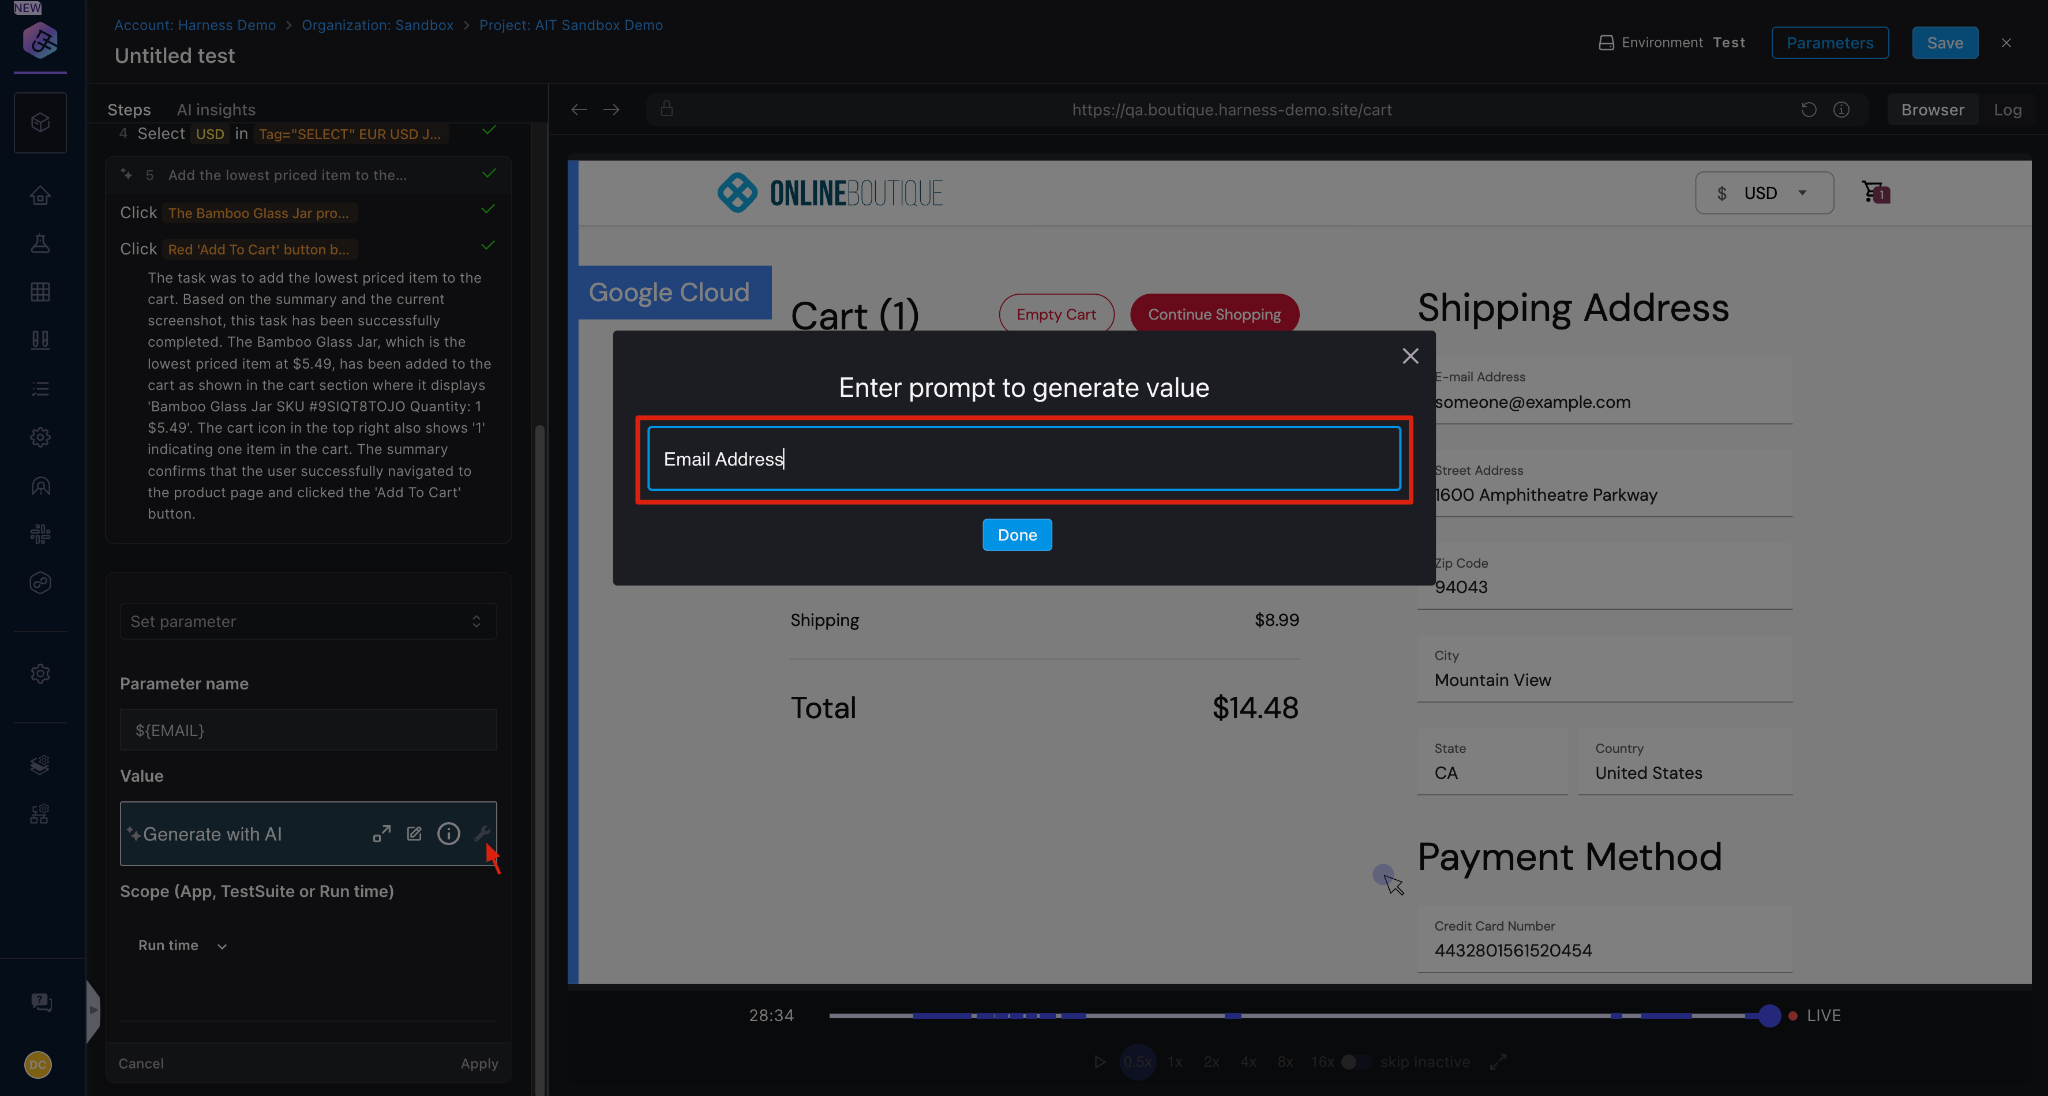 NEW
Account: Harness Demo > Organization: Sandbox > Project: AIT Sandbox Demo
Untitled test
Environment Test
Parameters
Save
Steps
AI insights
4 Select USD in Tag="SELECT" EUR USD J...
5 Add the lowest priced item to the...
Click The Bamboo Glass Jar pro...
Click Red 'Add To Cart' button b...
The task was to add the lowest priced item to the
cart. Based on the summary and the current
screenshot, this task has been successfully
completed. The Bamboo Glass Jar, which is the
lowest priced item at $5.49, has been added to the
cart as shown in the cart section where it displays
'Bamboo Glass Jar SKU #9SIQT8TOJO Quantity: 1
$5.49'. The cart icon in the top right also shows '1'
indicating one item in the cart. The summary
confirms that the user successfully navigated to
the product page and clicked the 'Add To Cart'
button.
Set parameter
Parameter name
${EMAIL}
Value
Generate with AI
Scope (App, TestSuite or Run time)
Run time
Cancel
Apply
DC
https://qa.boutique.harness-demo.site/cart
Browser
Log
ONLINEBOUTIQUE
$ USD
1
Google Cloud
Cart (1)
Empty Cart
Continue Shopping
Enter prompt to generate value
Email Address
Done
Shipping
$8.99
Total
$14.48
Shipping Address
E-mail Address
someone@example.com
Street Address
1600 Amphitheatre Parkway
Zip Code
94043
City
Mountain View
State
CA
Country
United States
Payment Method
Credit Card Number
4432801561520454
28:34
LIVE
0.5x 1x 2x 4x 8x 16x skip inactive